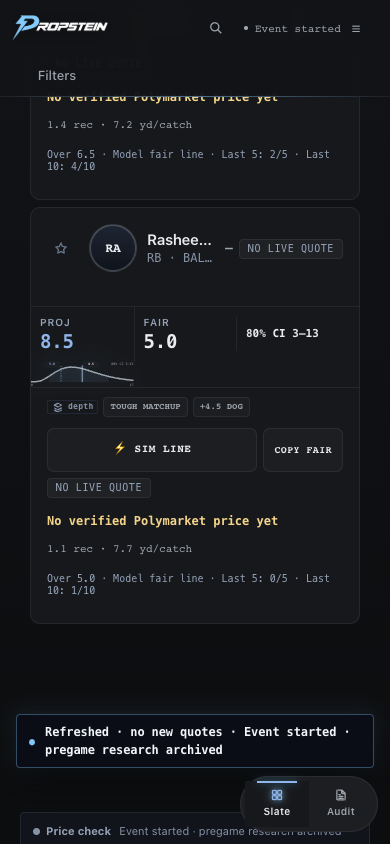 PROPSTEIN
Event started
Filters
No verified Polymarket price yet
1.4 rec · 7.2 yd/catch
Over 6.5 · Model fair line · Last 5: 2/5 · Last
10: 4/10
RA
Rashee...
RB · BAL…
—
NO LIVE QUOTE
PROJ
8.5
FAIR
5.0
80% CI 3–13
depth
TOUGH MATCHUP
+4.5 DOG
⚡ SIM LINE
COPY FAIR
NO LIVE QUOTE
No verified Polymarket price yet
1.1 rec · 7.7 yd/catch
Over 5.0 · Model fair line · Last 5: 0/5 · Last
10: 1/10
Refreshed · no new quotes · Event started ·
pregame research archived
Slate
Audit
Price check Event started · pregame research archived